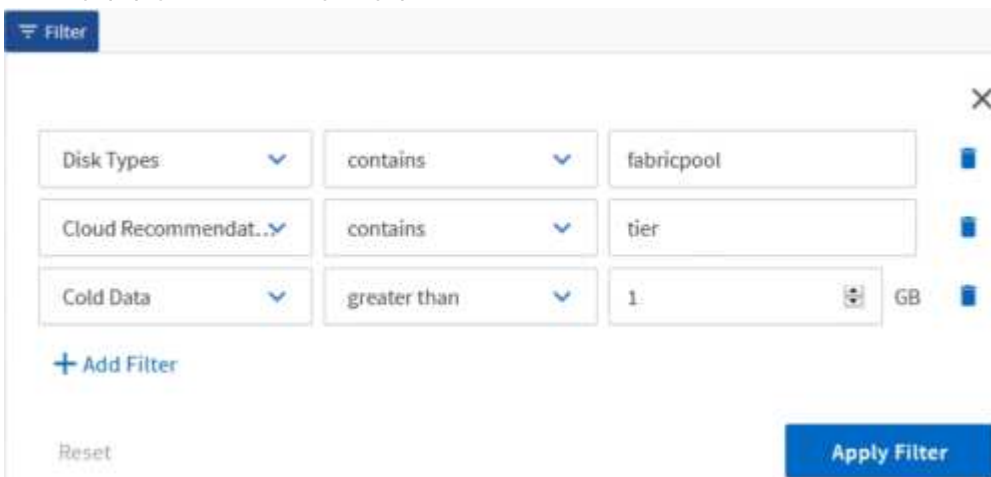 Filter
Disk Types contains fabricpool
Cloud Recommendat.. contains tier
Cold Data greater than 1 GB
+ Add Filter
Reset Apply Filter